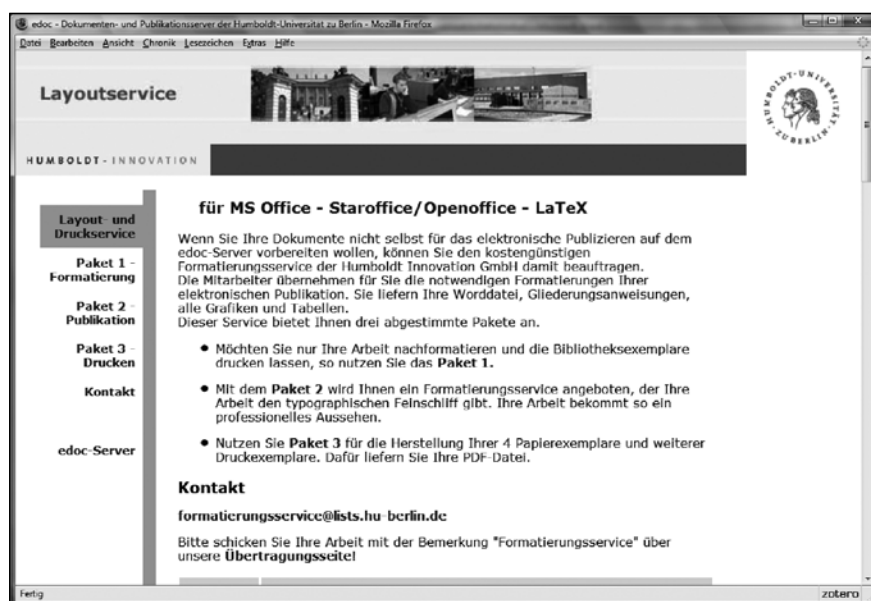 edoc - Dokumenten- und Publikationsserver der Humboldt-Universität zu Berlin - Mozilla Firefox
Datei Bearbeiten Ansicht Chronik Lesezeichen Extras Hilfe
Layoutservice
HUMBOLDT-UNIVERSITÄT
ZU BERLIN
HUMBOLDT-INNOVATION
Layout- und
Druckservice
Paket 1 -
Formatierung
Paket 2 -
Publikation
Paket 3 -
Drucken
Kontakt
edoc-Server
für MS Office - Staroffice/Openoffice - LaTeX
Wenn Sie Ihre Dokumente nicht selbst für das elektronische Publizieren auf dem
edoc-Server vorbereiten wollen, können Sie den kostengünstigen
Formatierungsservice der Humboldt Innovation GmbH damit beauftragen.
Die Mitarbeiter übernehmen für Sie die notwendigen Formatierungen Ihrer
elektronischen Publikation. Sie liefern Ihre Worddatei, Gliederungsanweisungen,
alle Grafiken und Tabellen.
Dieser Service bietet Ihnen drei abgestimmte Pakete an.
• Möchten Sie nur Ihre Arbeit nachformatieren und die Bibliotheksexemplare
drucken lassen, so nutzen Sie das Paket 1.
• Mit dem Paket 2 wird Ihnen ein Formatierungsservice angeboten, der Ihre
Arbeit den typographischen Feinschliff gibt. Ihre Arbeit bekommt so ein
professionelles Aussehen.
• Nutzen Sie Paket 3 für die Herstellung Ihrer 4 Papierexemplare und weiterer
Druckexemplare. Dafür liefern Sie Ihre PDF-Datei.
Kontakt
formatierungsservice@lists.hu-berlin.de
Bitte schicken Sie Ihre Arbeit mit der Bemerkung "Formatierungsservice" über
unsere Übertragungsseite!
Fertig
zotero